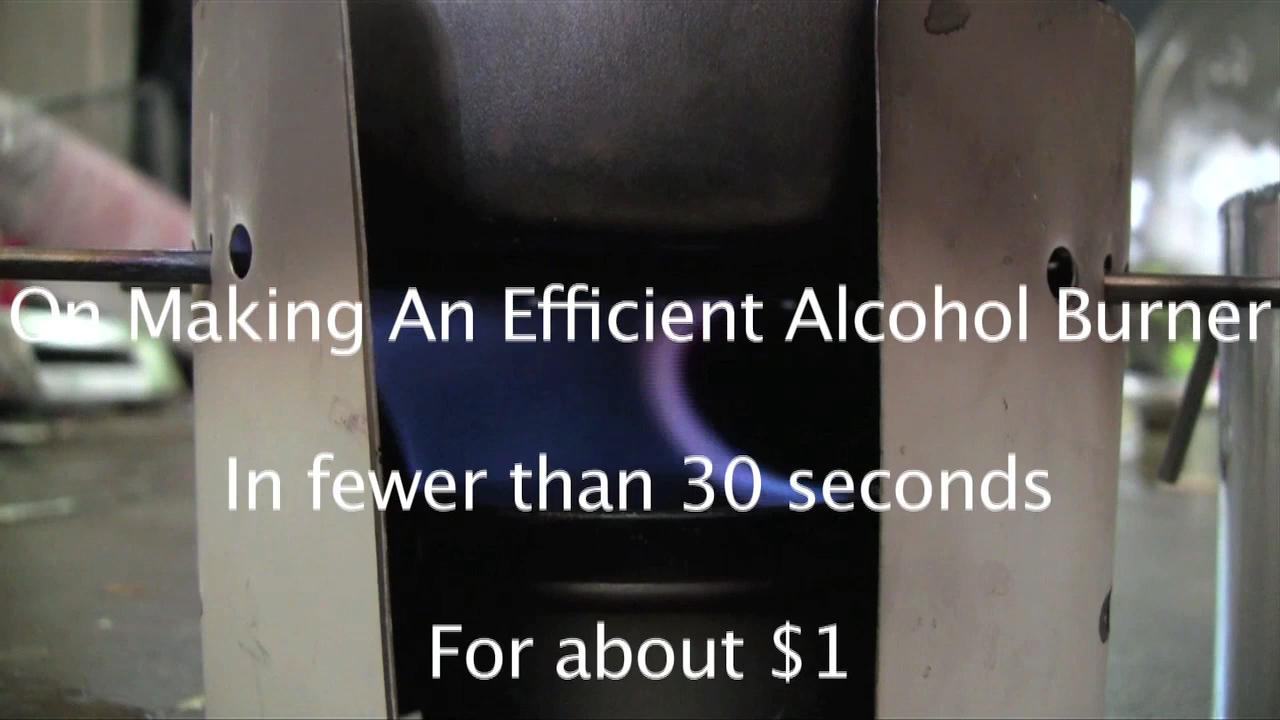 On Making An Efficient Alcohol Burner
In fewer than 30 seconds
For about $1